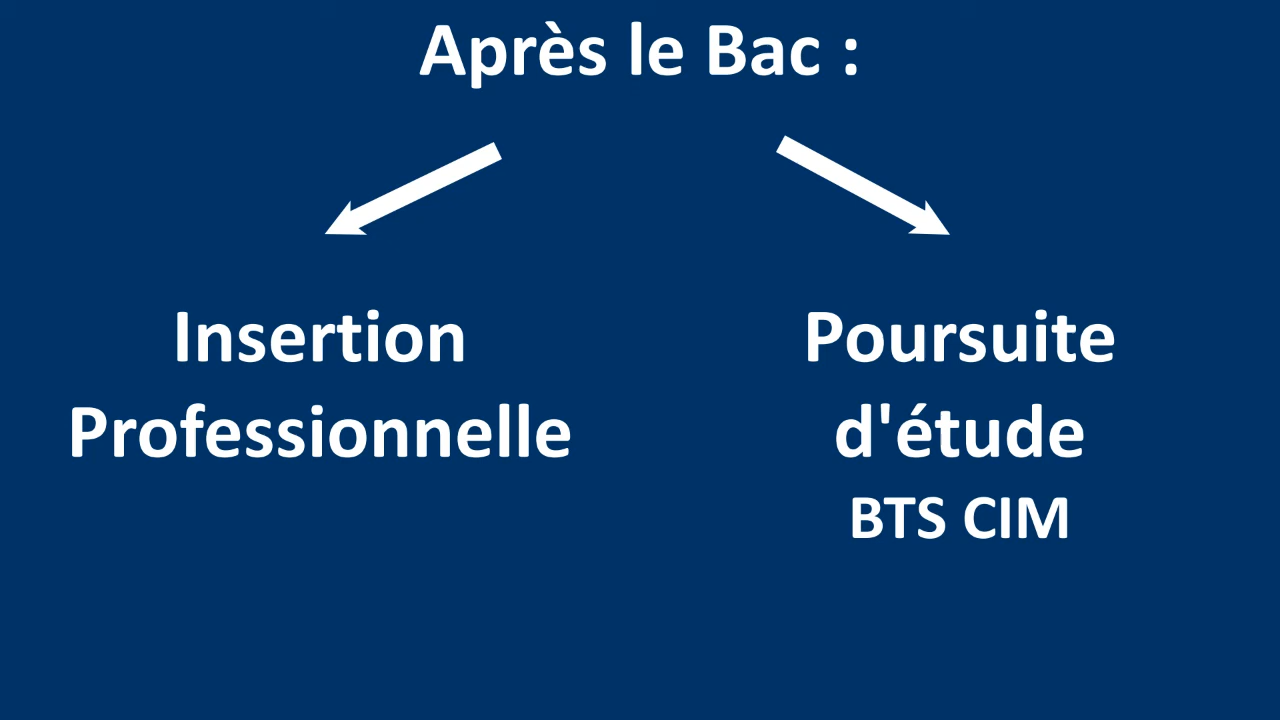 Après le Bac :
Insertion
Professionnelle
Poursuite
d'étude
BTS CIM